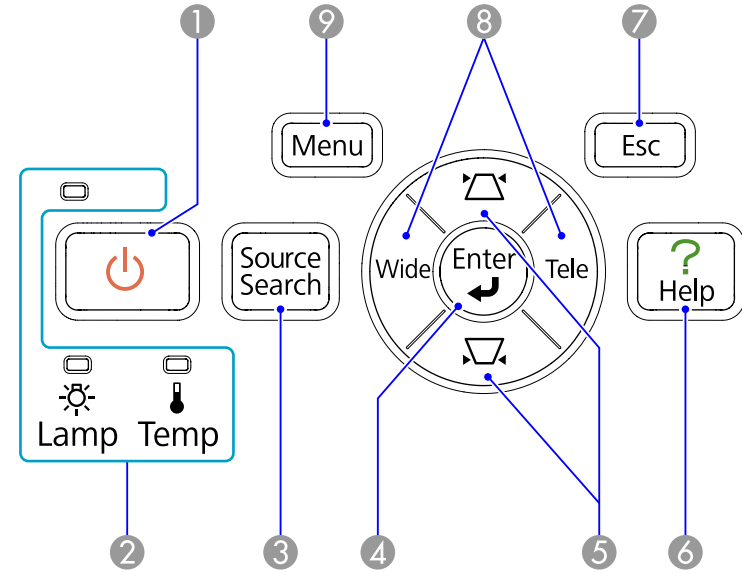 1 9 8 7
Menu
Esc
Source
Search
Wide
Enter
Tele
?
Help
Lamp Temp
2 3 4 5 6